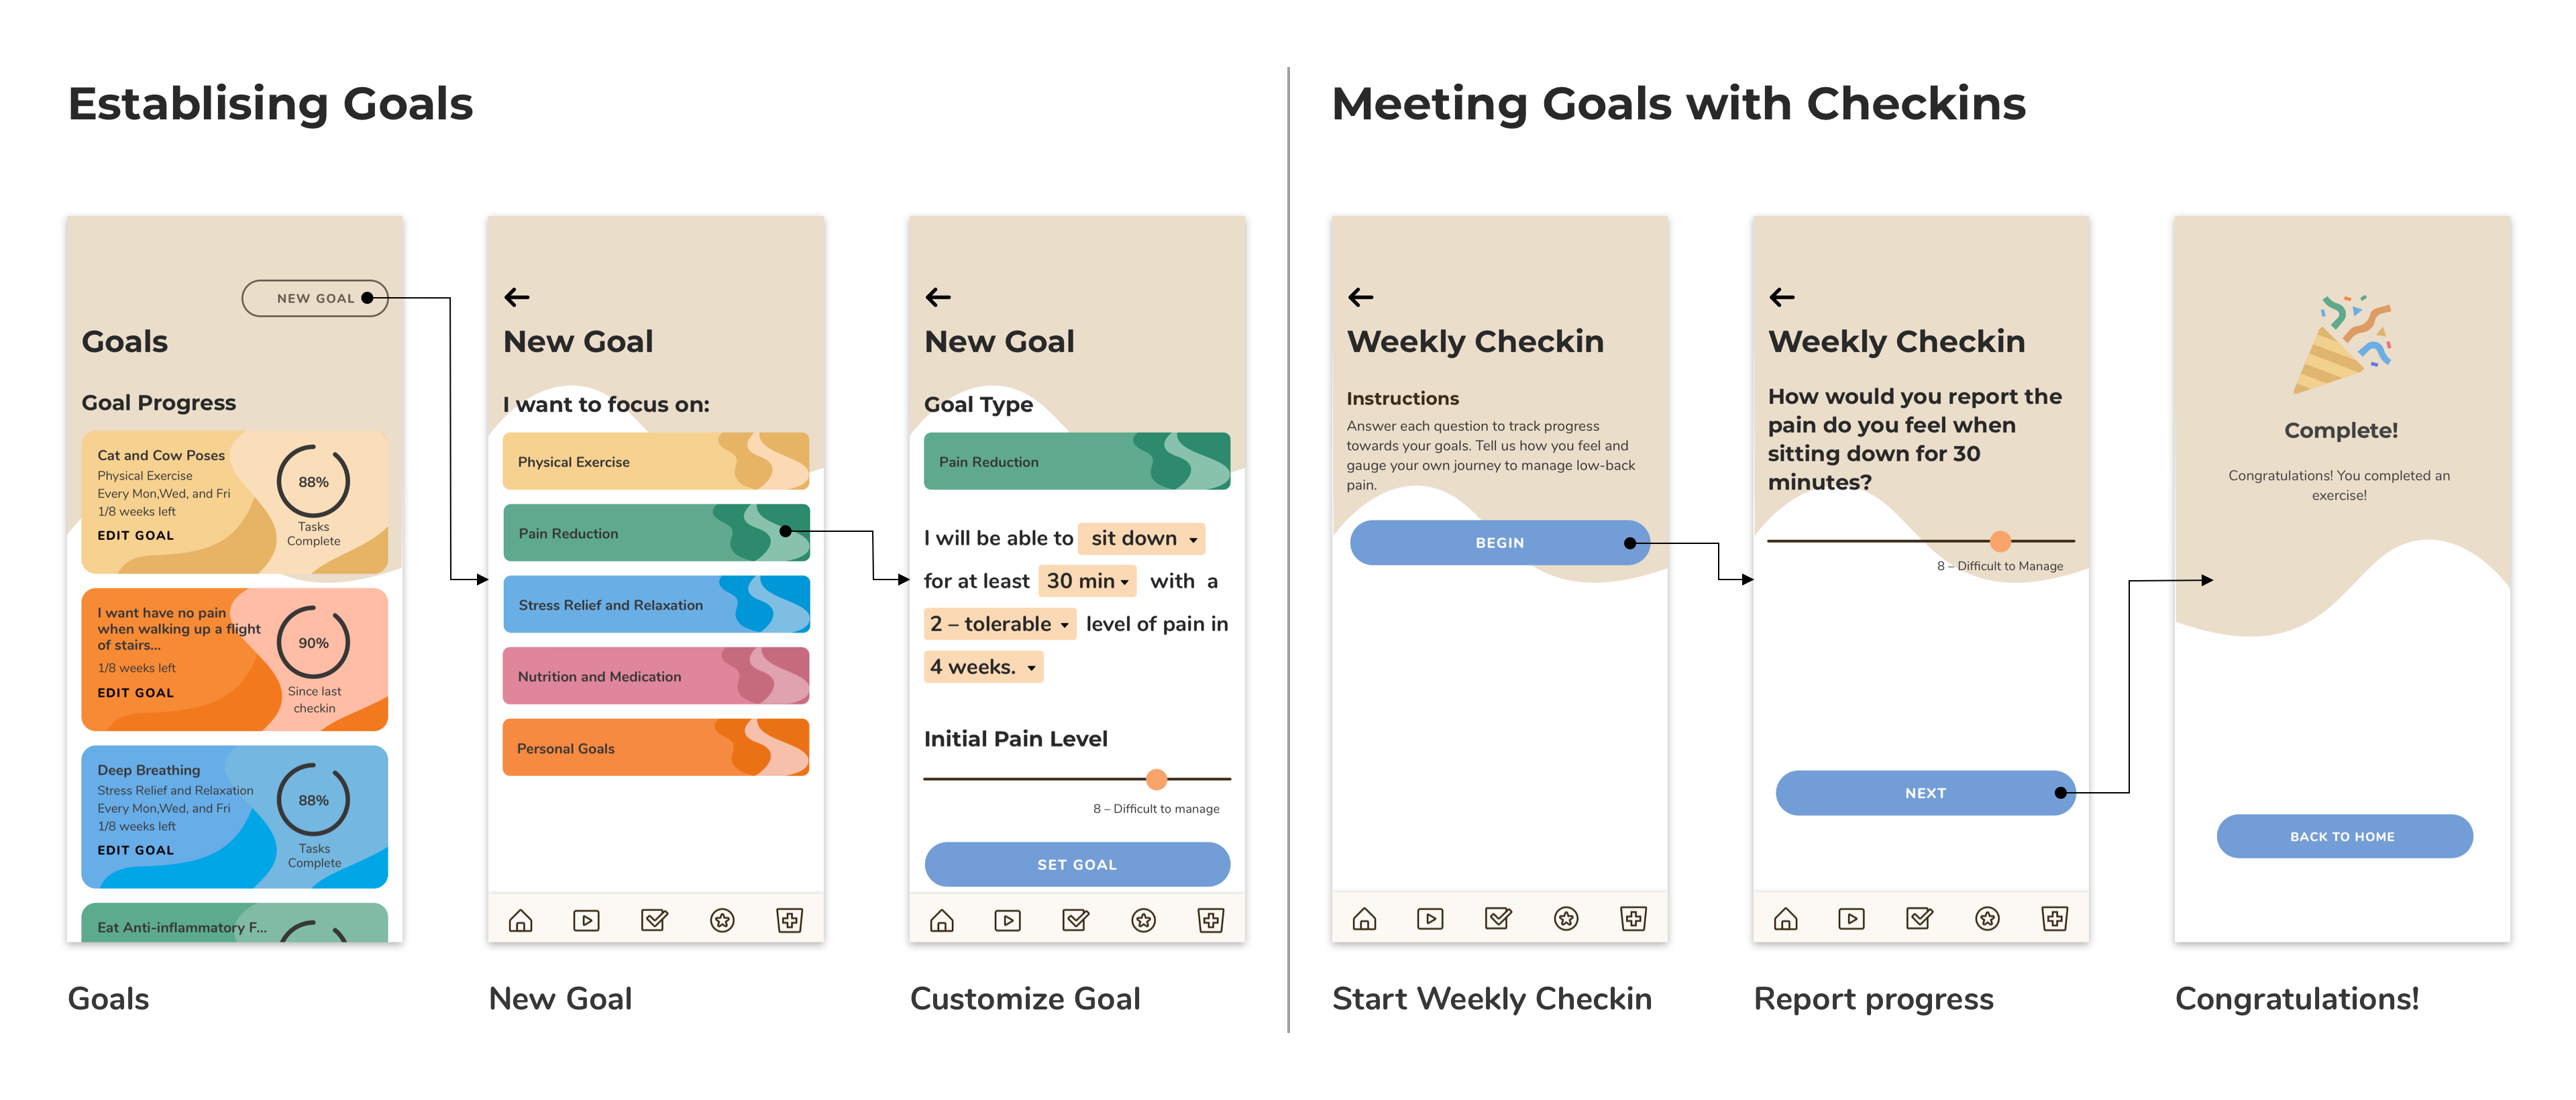 Establising Goals
Meeting Goals with Checkins
NEW GOAL
Goals
Goal Progress
Cat and Cow Poses
Physical Exercise
Every Mon,Wed, and Fri
1/8 weeks left
EDIT GOAL
88%
Tasks
Complete
I want have no pain
when walking up a flight
of stairs...
1/8 weeks left
EDIT GOAL
90%
Since last
checkin
Deep Breathing
Stress Relief and Relaxation
Every Mon,Wed, and Fri
1/8 weeks left
EDIT GOAL
88%
Tasks
Complete
Eat Anti-inflammatory F...
Goals
New Goal
I want to focus on:
Physical Exercise
Pain Reduction
Stress Relief and Relaxation
Nutrition and Medication
Personal Goals
New Goal
New Goal
Goal Type
Pain Reduction
I will be able to sit down
for at least 30 min with a
2 – tolerable level of pain in
4 weeks.
Initial Pain Level
8 – Difficult to manage
SET GOAL
Customize Goal
Weekly Checkin
Instructions
Answer each question to track progress
towards your goals. Tell us how you feel and
gauge your own journey to manage low-back
pain.
BEGIN
Start Weekly Checkin
Weekly Checkin
How would you report the
pain do you feel when
sitting down for 30
minutes?
8 – Difficult to Manage
NEXT
Report progress
Complete!
Congratulations! You completed an
exercise!
BACK TO HOME
Congratulations!